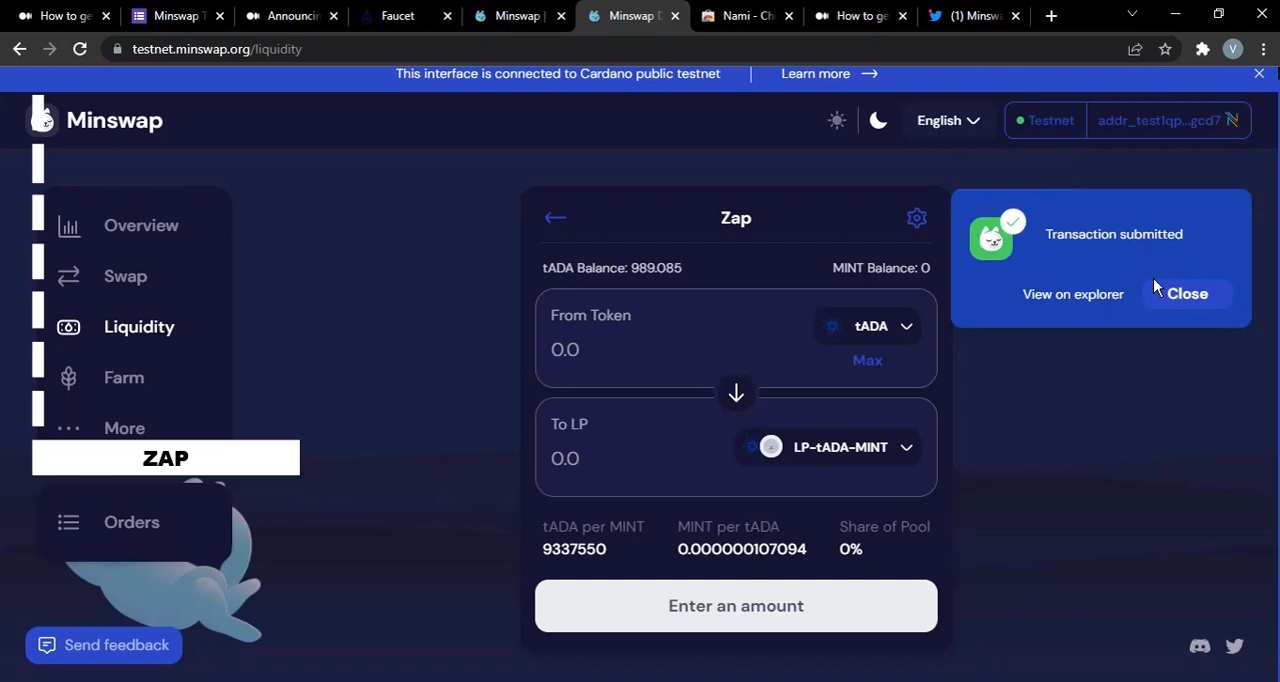 How to ge
Minswap T
Announcin
Faucet
Minswap |
Minswap D
Nami - Ch
How to ge
(1) Minsw
testnet.minswap.org/liquidity
V
This interface is connected to Cardano public testnet
Learn more →
Minswap
English
Testnet
addr_test1qp...gcd7
Overview
Swap
Liquidity
Farm
More
ZAP
Orders
Send feedback
Zap
tADA Balance: 989.085
MINT Balance: 0
From Token
0.0
tADA
Max
To LP
0.0
LP-tADA-MINT
tADA per MINT
9337550
MINT per tADA
0.000000107094
Share of Pool
0%
Enter an amount
Transaction submitted
View on explorer
Close